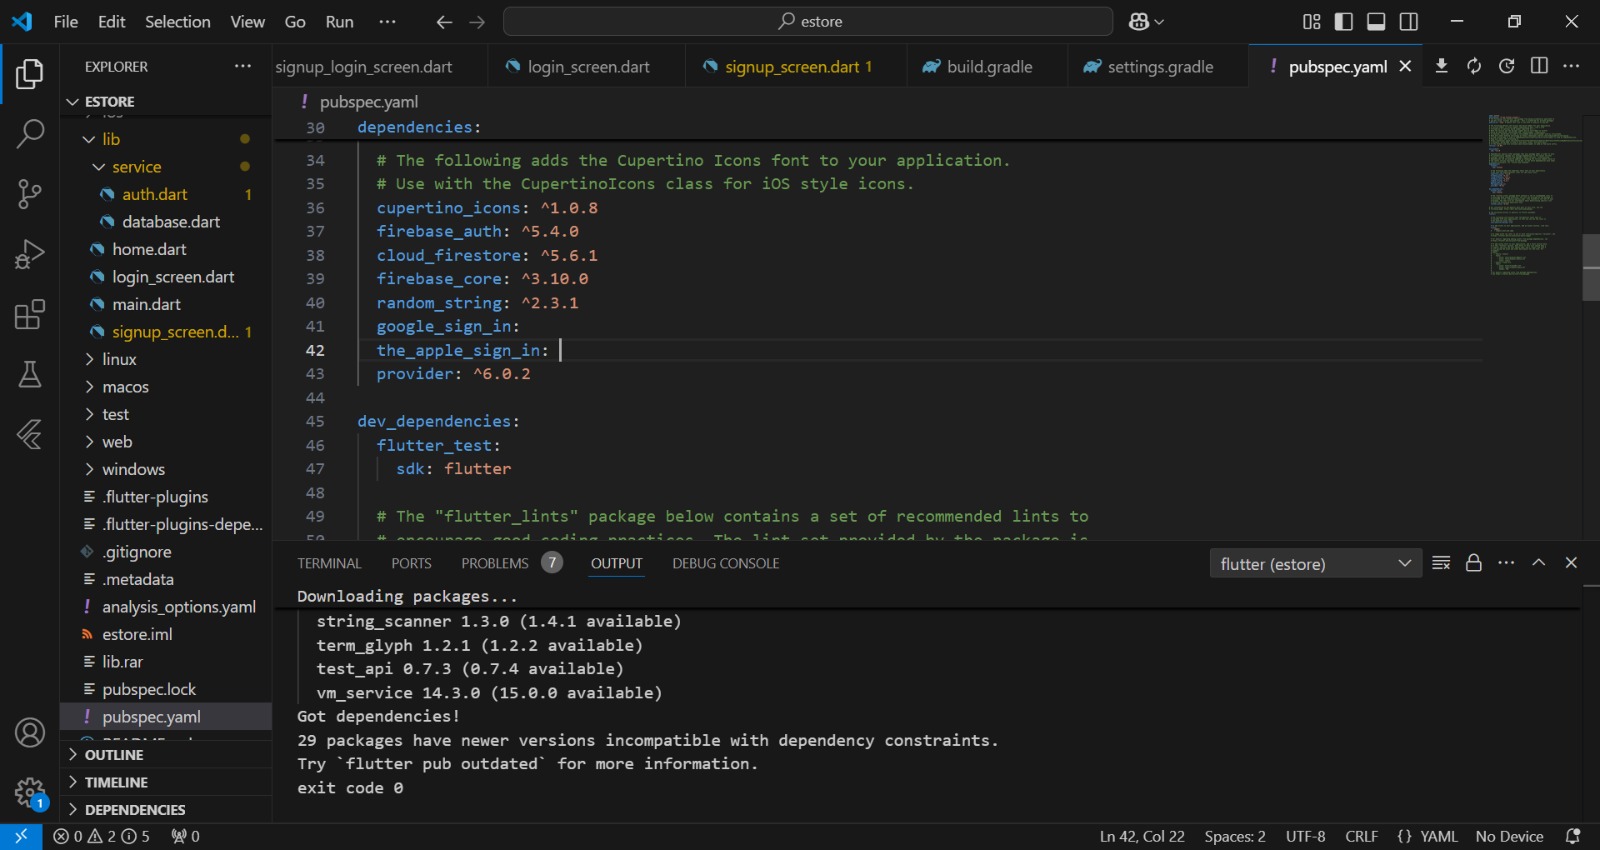 File Edit Selection View Go Run ··· estore
EXPLORER ···
signup_login_screen.dart login_screen.dart signup_screen.dart 1 build.gradle settings.gradle ! pubspec.yaml ···
ESTORE
lib
service
auth.dart 1
database.dart
home.dart
login_screen.dart
main.dart
signup_screen.d... 1
linux
macos
test
web
windows
.flutter-plugins
.flutter-plugins-depe...
.gitignore
.metadata
! analysis_options.yaml
estore.iml
lib.rar
pubspec.lock
! pubspec.yaml
OUTLINE
TIMELINE
DEPENDENCIES
1
! pubspec.yaml
30 dependencies:
34 # The following adds the Cupertino Icons font to your application.
35 # Use with the CupertinoIcons class for iOS style icons.
36 cupertino_icons: ^1.0.8
37 firebase_auth: ^5.4.0
38 cloud_firestore: ^5.6.1
39 firebase_core: ^3.10.0
40 random_string: ^2.3.1
41 google_sign_in:
42 the_apple_sign_in:
43 provider: ^6.0.2
44
45 dev_dependencies:
46 flutter_test:
47 sdk: flutter
48
49 # The "flutter_lints" package below contains a set of recommended lints to
TERMINAL PORTS PROBLEMS 7 OUTPUT DEBUG CONSOLE flutter (estore) ···
Downloading packages...
string_scanner 1.3.0 (1.4.1 available)
term_glyph 1.2.1 (1.2.2 available)
test_api 0.7.3 (0.7.4 available)
vm_service 14.3.0 (15.0.0 available)
Got dependencies!
29 packages have newer versions incompatible with dependency constraints.
Try `flutter pub outdated` for more information.
exit code 0
0 2 5 0 Ln 42, Col 22 Spaces: 2 UTF-8 CRLF {} YAML No Device